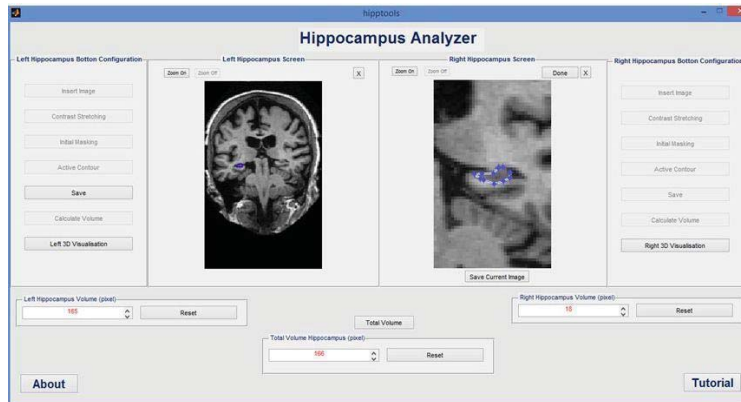 hipptools
Hippocampus Analyzer
Left Hippocampus Botton Configuration
Insert Image
Contrast Stretching
Initial Masking
Active Contour
Save
Calculate Volume
Left 3D Visualisation
Left Hippocampus Screen
Zoom On
Zoom Off
X
Right Hippocampus Screen
Zoom On
Zoom Off
Done
X
Save Current Image
Right Hippocampus Botton Configuration
Insert Image
Contrast Stretching
Initial Masking
Active Contour
Save
Calculate Volume
Right 3D Visualisation
Left Hippocampus Volume (pixel)
165
Reset
Total Volume
Total Volume Hippocampus (pixel)
166
Reset
Right Hippocampus Volume (pixel)
Reset
About
Tutorial